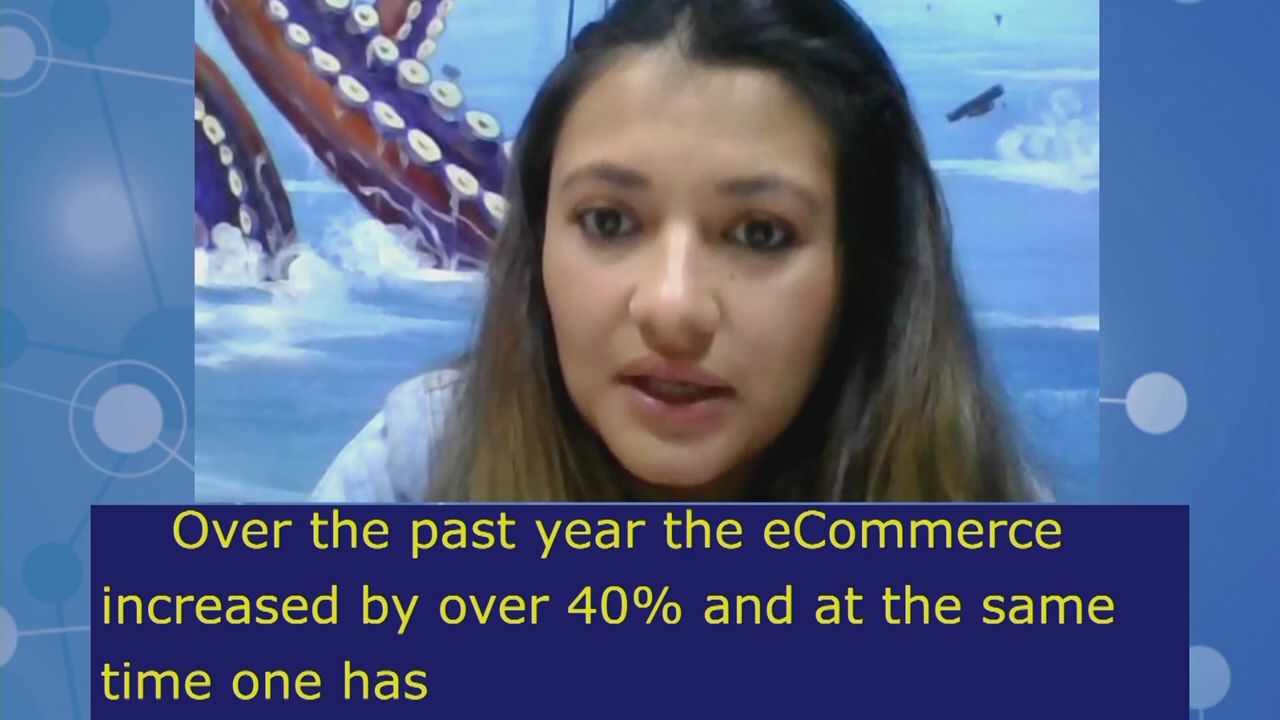 Over the past year the eCommerce
increased by over 40% and at the same
time one has